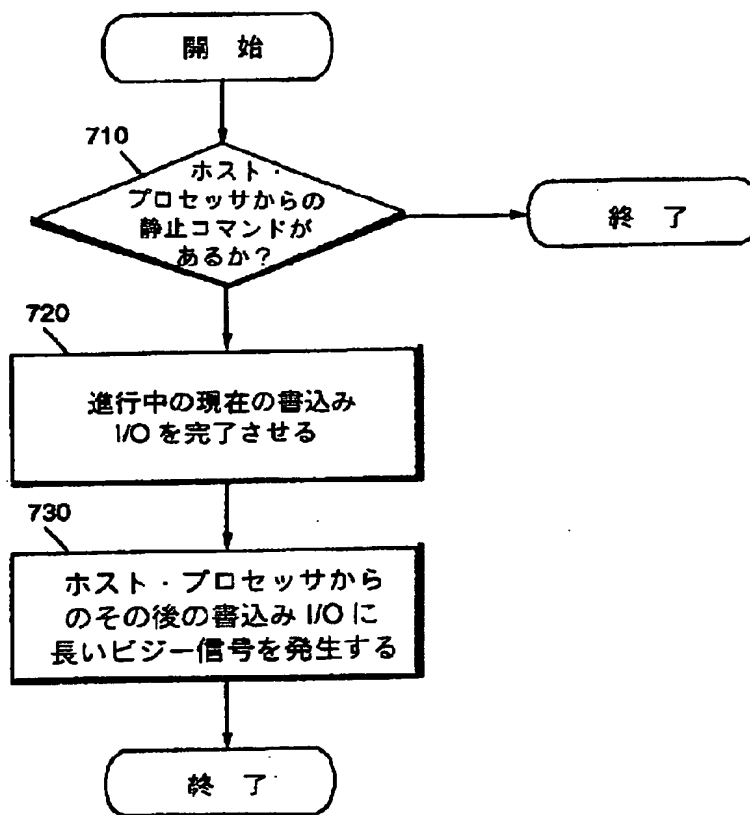 開 始
710
ホスト・
プロセッサからの
静止コマンドが
あるか?
終 了
720
進行中の現在の書込み
I/O を完了させる
730
ホスト・プロセッサから
のその後の書込み I/O に
長いビジー信号を発生する
終 了